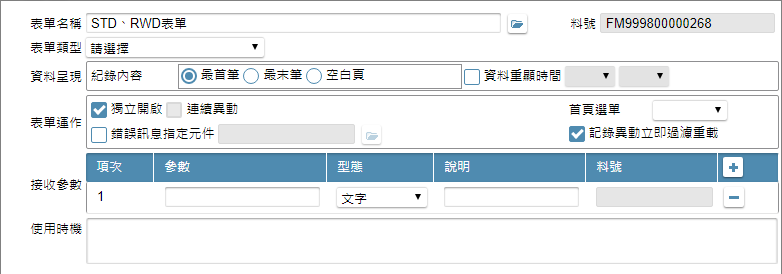 表單名稱 STD、RWD表單 料號 FM999800000268
表單類型 請選擇
資料呈現 紀錄內容 最首筆 最末筆 空白頁 資料重顯時間
表單運作 獨立開啟 連續異動 首頁選單
錯誤訊息指定元件 記錄異動立即過濾重載
接收參數 項次 參數 型態 說明 料號
1 文字
使用時機